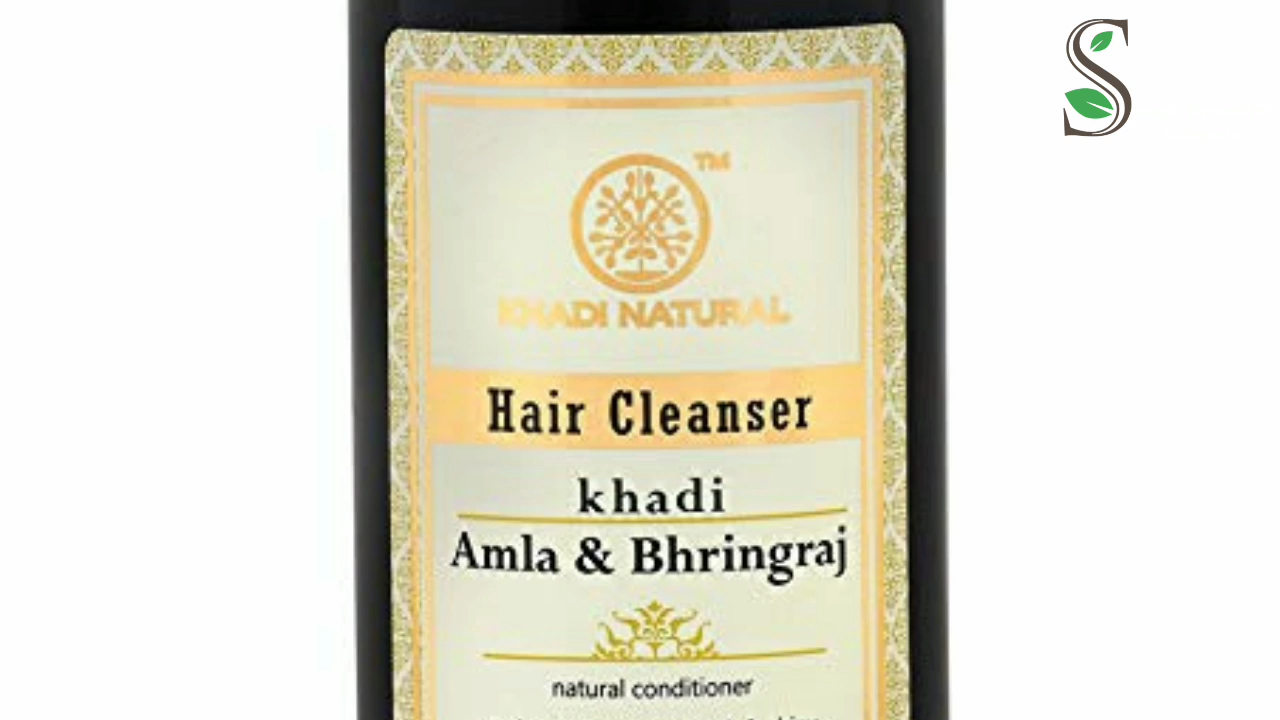 TM
KHADI NATURAL
Hair Cleanser
khadi
Amla & Bhringraj
natural conditioner
S